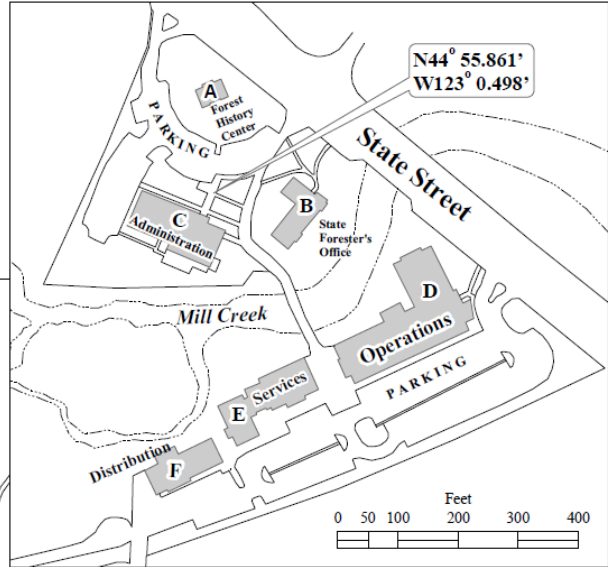 N44° 55.861'
W123° 0.498'
A
Forest
History
Center
PARKING
State Street
B
State
Forester's
Office
C
Administration
D
Operations
Mill Creek
PARKING
Services
E
Distribution
F
Feet
0 50 100 200 300 400